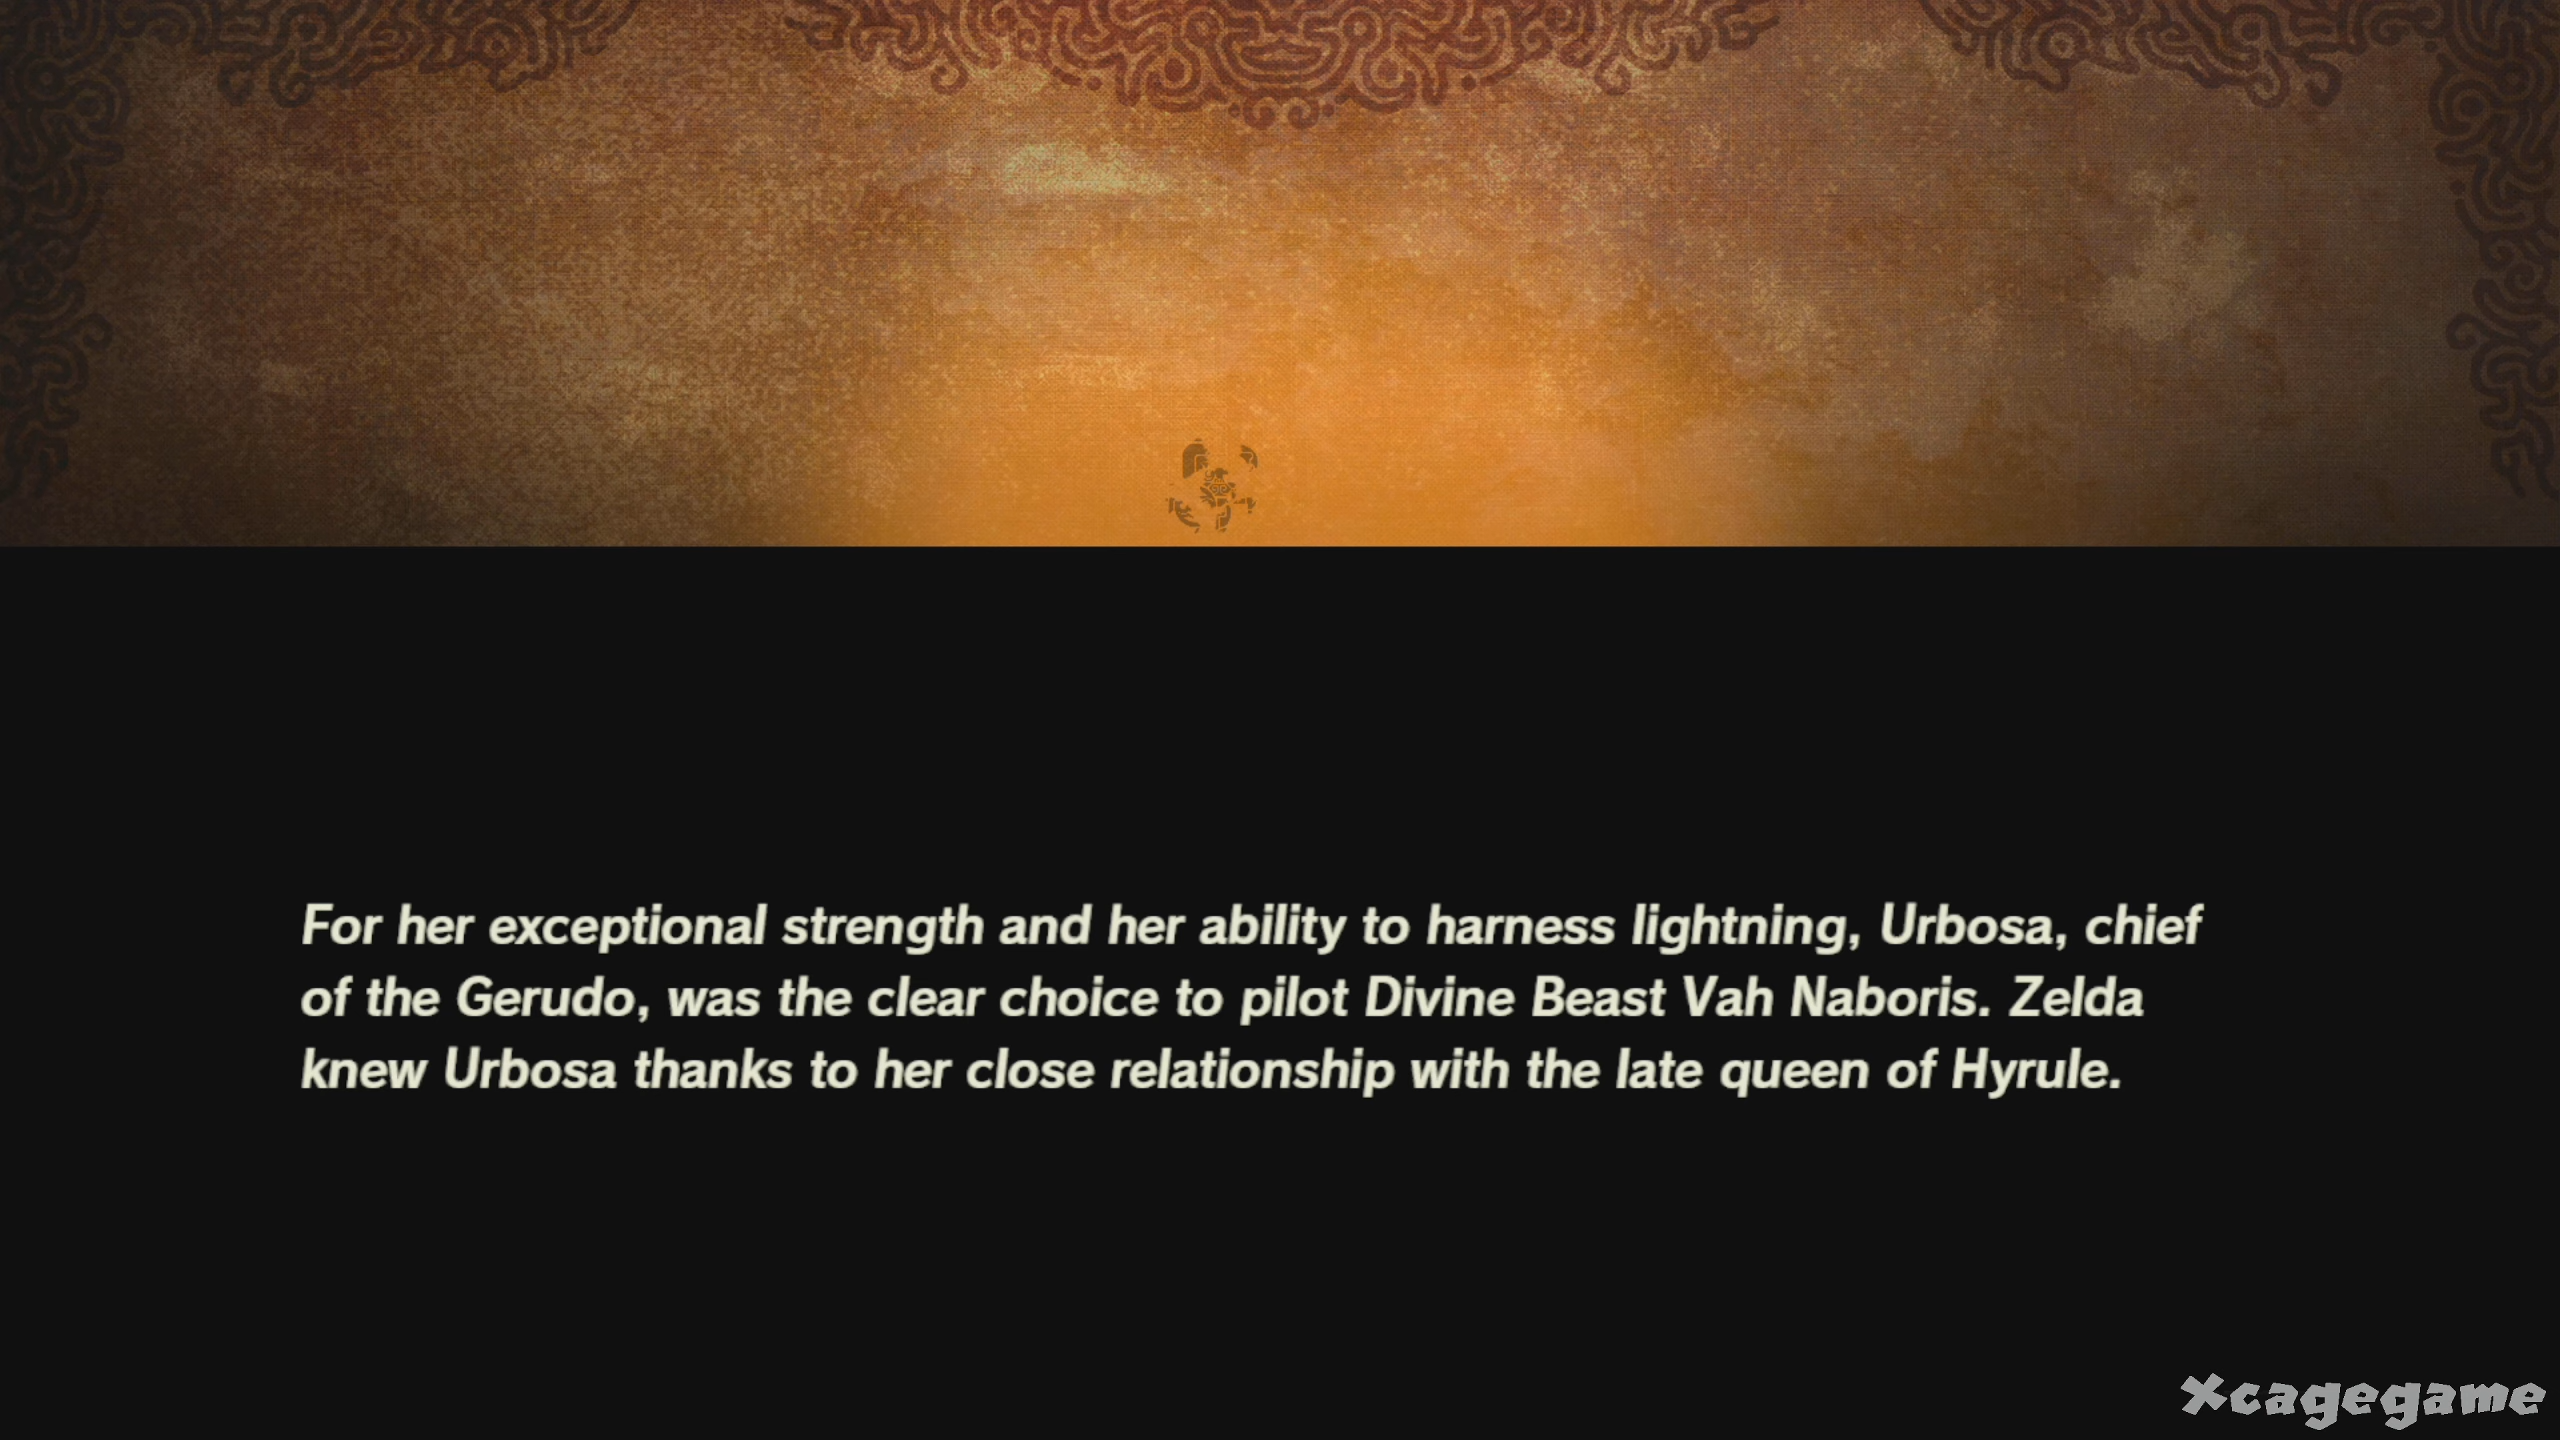 For her exceptional strength and her ability to harness lightning, Urbosa, chief
of the Gerudo, was the clear choice to pilot Divine Beast Vah Naboris. Zelda
knew Urbosa thanks to her close relationship with the late queen of Hyrule.
Xcagegame